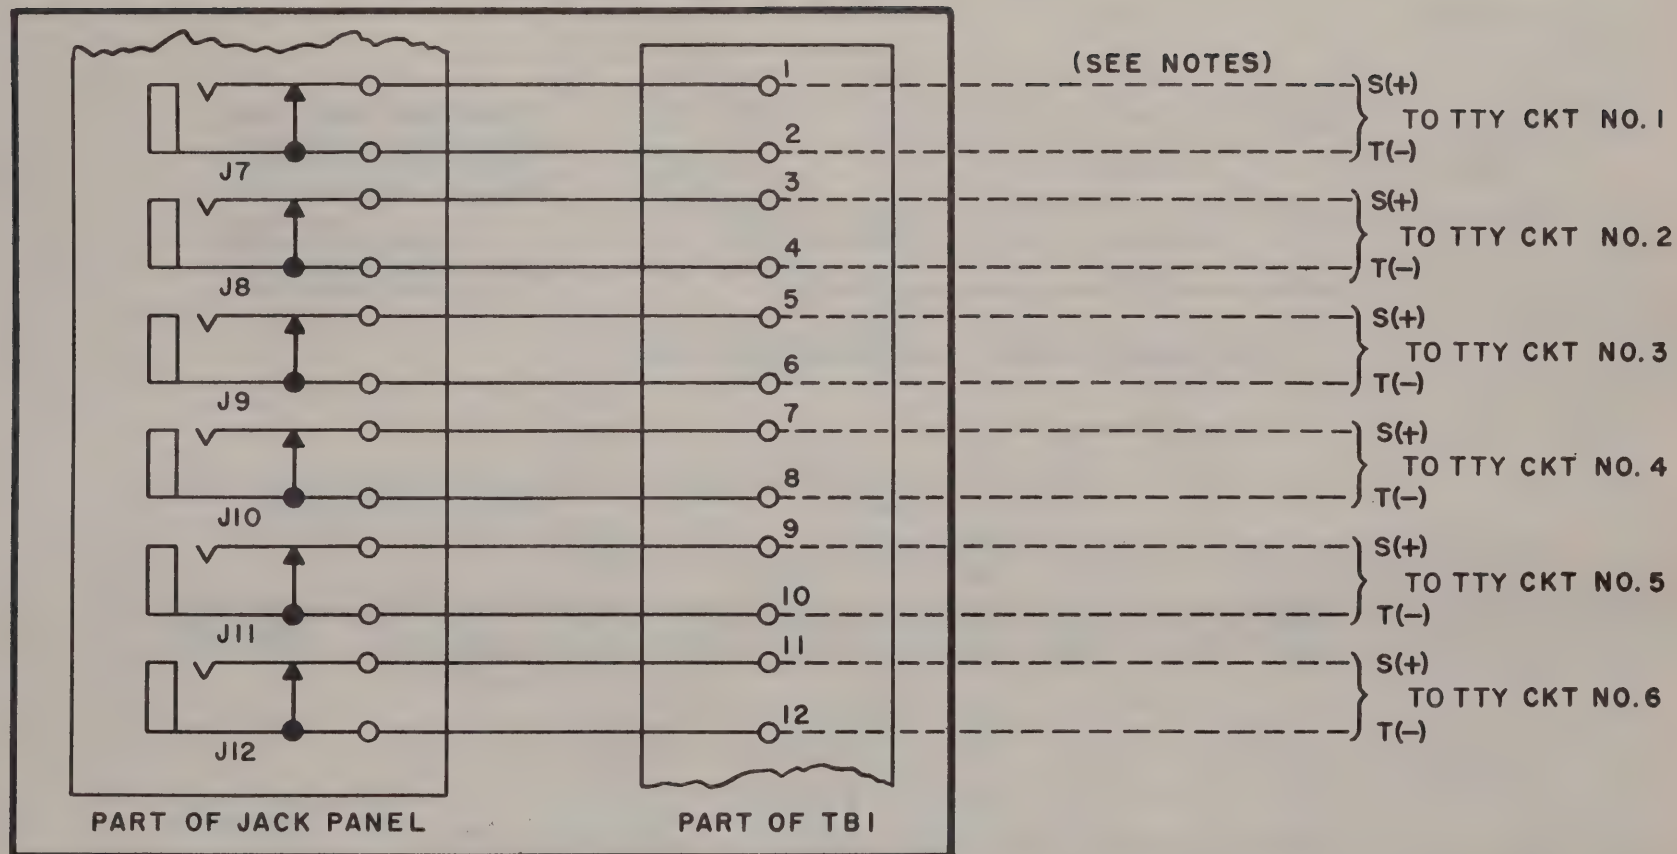 (SEE NOTES)
1
S(+)
TO TTY CKT NO. 1
2
T(−)
J7
3
S(+)
TO TTY CKT NO. 2
4
T(−)
J8
5
S(+)
TO TTY CKT NO. 3
6
T(−)
J9
7
S(+)
TO TTY CKT NO. 4
8
T(−)
J10
9
S(+)
TO TTY CKT NO. 5
10
T(−)
J11
11
S(+)
TO TTY CKT NO. 6
12
T(−)
J12
PART OF JACK PANEL
PART OF TB1